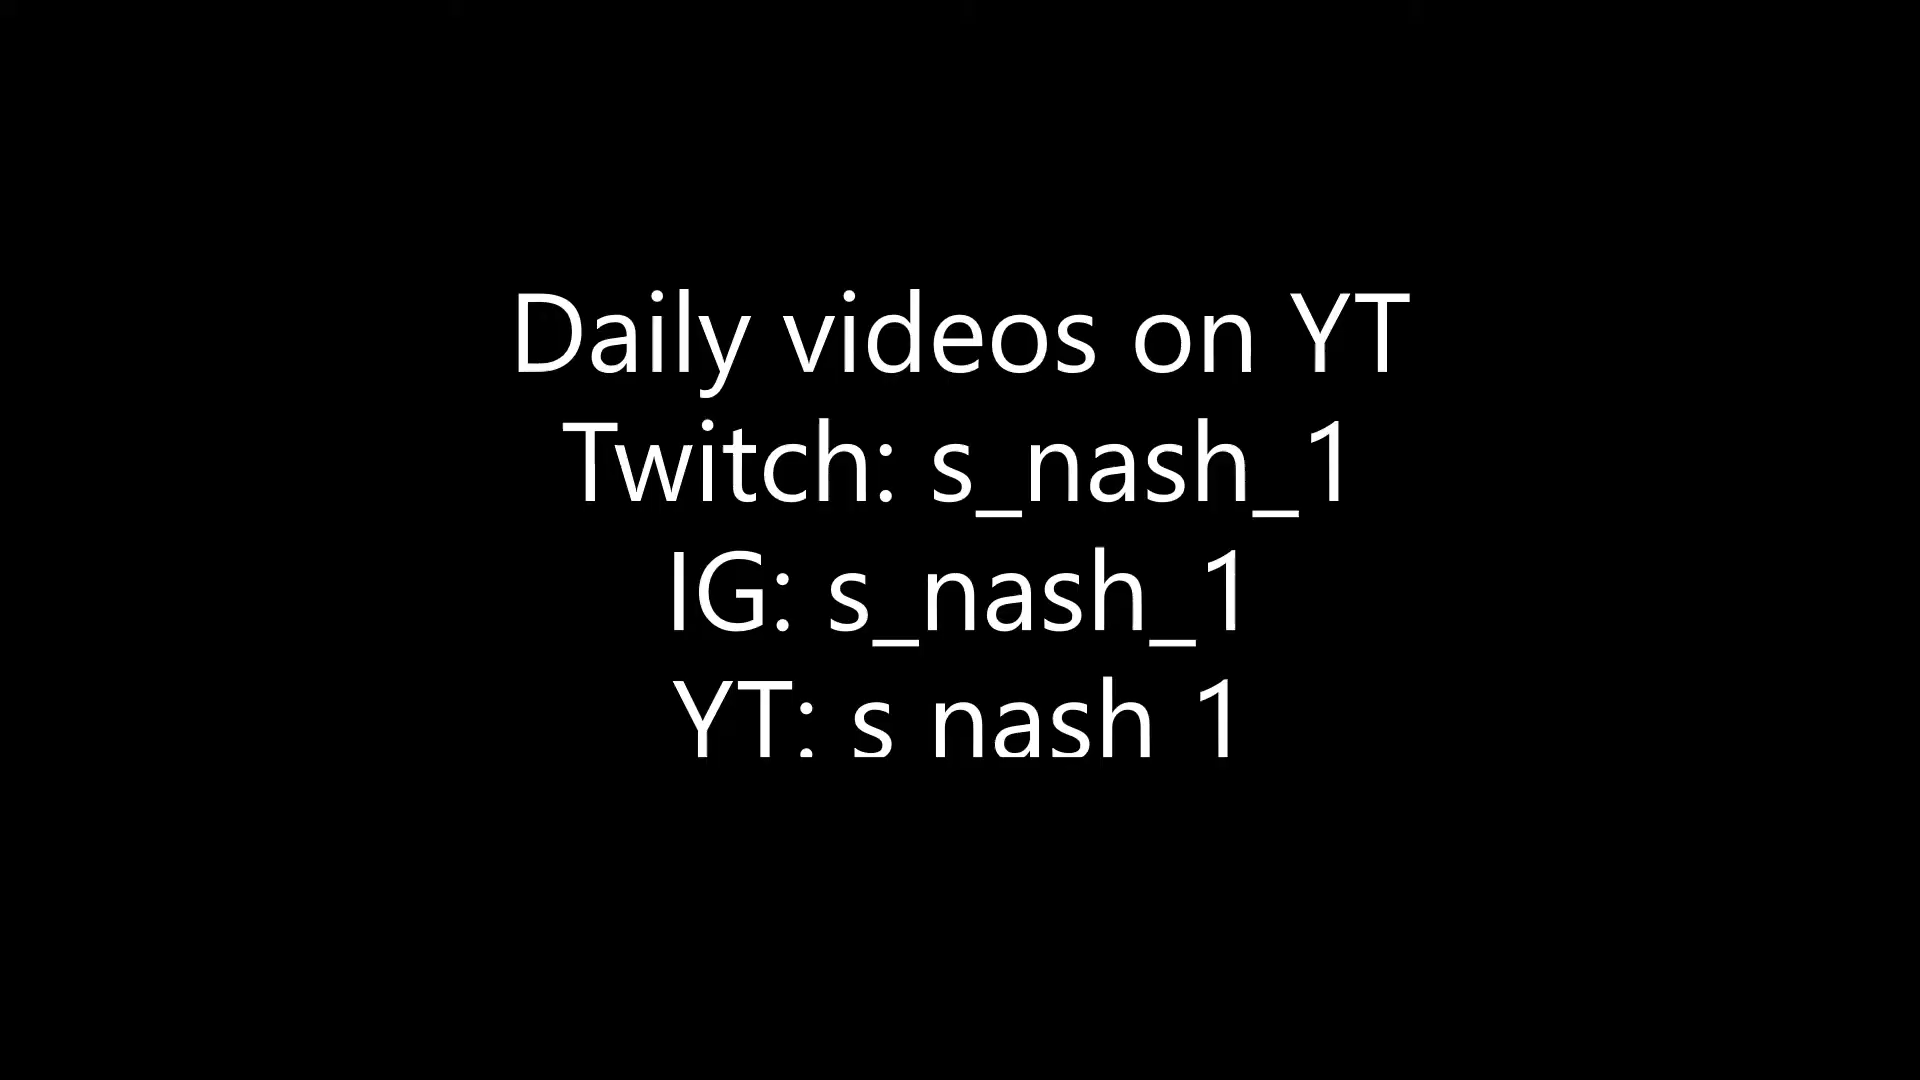 Daily videos on YT
Twitch: s_nash_1
IG: s_nash_1
YT: s nash 1